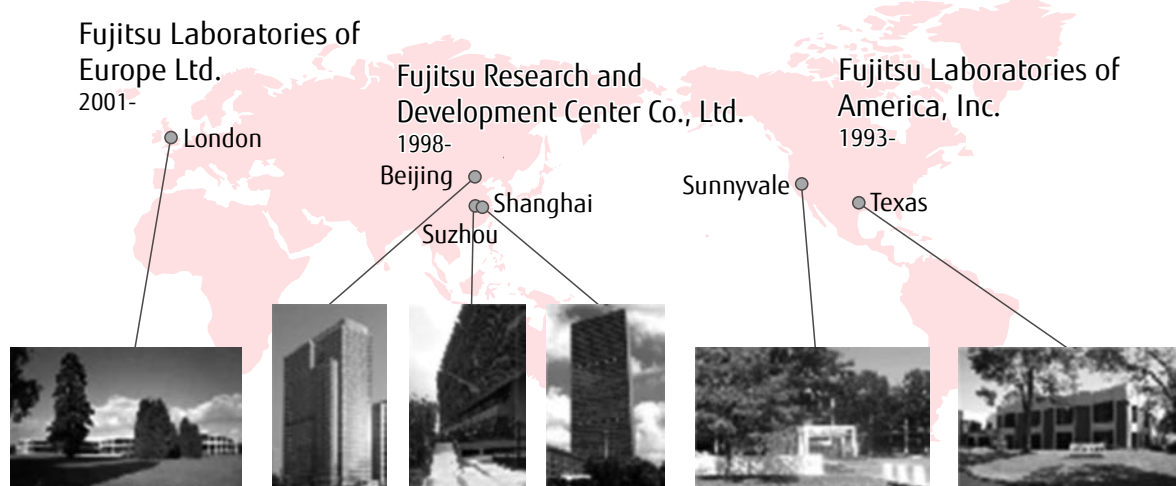 Fujitsu Laboratories of
Europe Ltd.
2001-
London
Fujitsu Research and
Development Center Co., Ltd.
1998-
Beijing
Shanghai
Suzhou
Fujitsu Laboratories of
America, Inc.
1993-
Sunnyvale
Texas